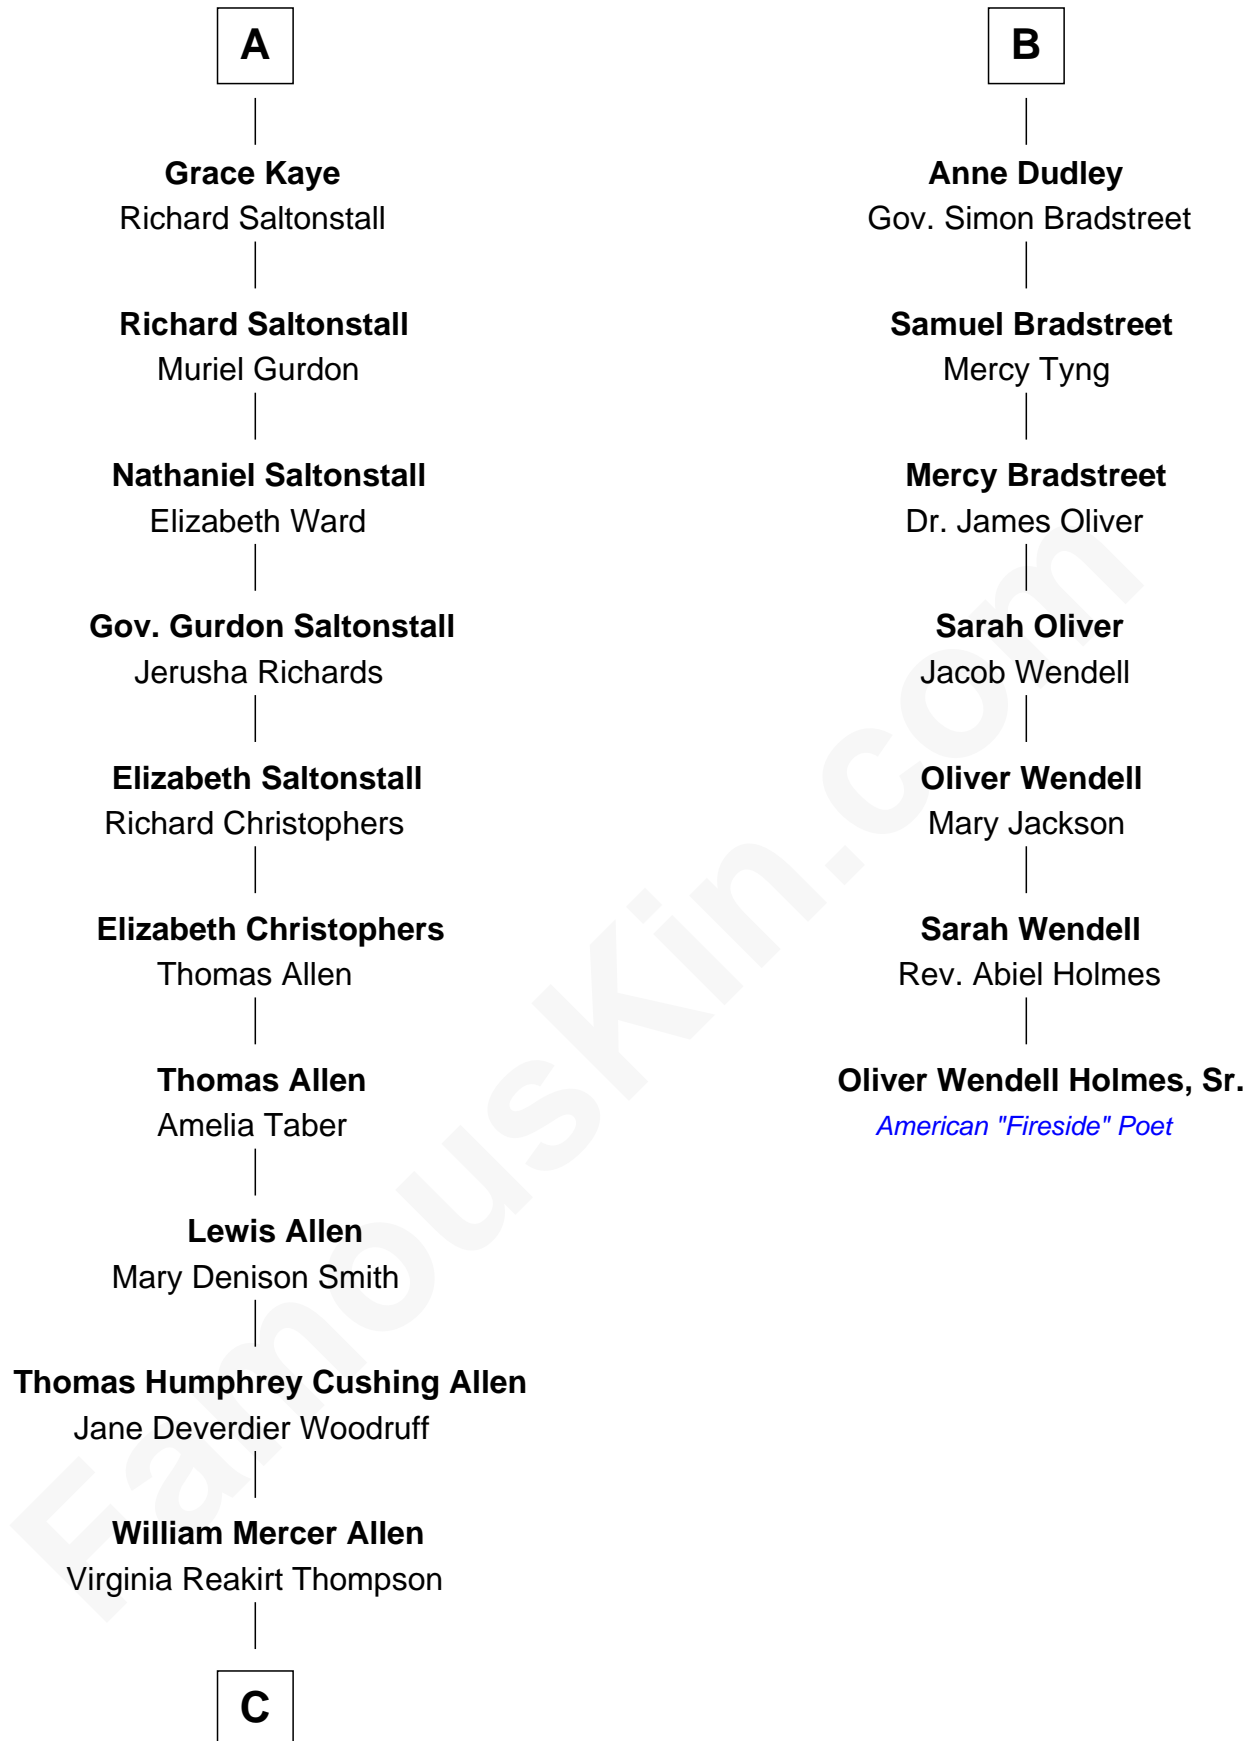 A
Grace Kaye
Richard Saltonstall
Richard Saltonstall
Muriel Gurdon
Nathaniel Saltonstall
Elizabeth Ward
Gov. Gurdon Saltonstall
Jerusha Richards
Elizabeth Saltonstall
Richard Christophers
Elizabeth Christophers
Thomas Allen
Thomas Allen
Amelia Taber
Lewis Allen
Mary Denison Smith
Thomas Humphrey Cushing Allen
Jane Deverdier Woodruff
William Mercer Allen
Virginia Reakirt Thompson
C
B
Anne Dudley
Gov. Simon Bradstreet
Samuel Bradstreet
Mercy Tyng
Mercy Bradstreet
Dr. James Oliver
Sarah Oliver
Jacob Wendell
Oliver Wendell
Mary Jackson
Sarah Wendell
Rev. Abiel Holmes
Oliver Wendell Holmes, Sr.
American "Fireside" Poet
FamousKin.com